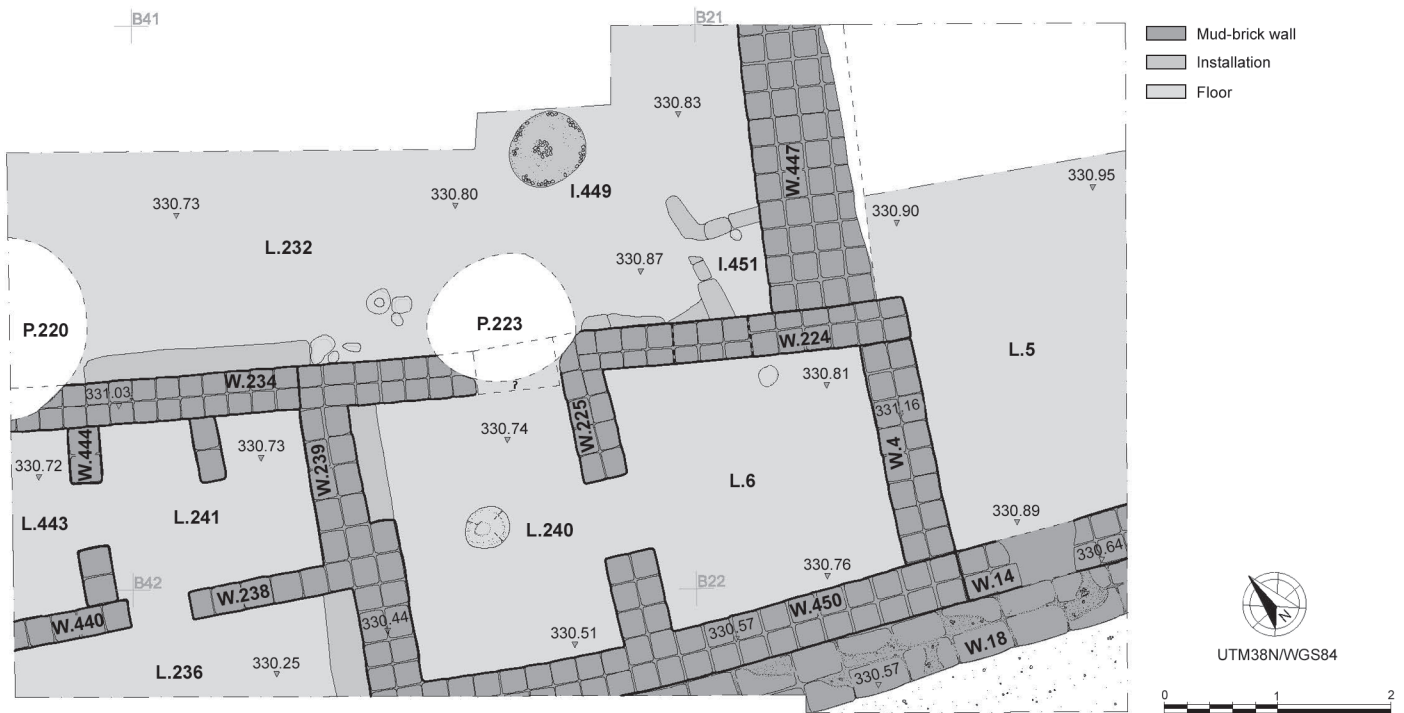 B41
B21
Mud-brick wall
Installation
Floor
330.83
I.449
W.447
330.95
330.73
330.80
330.90
L.232
330.87
I.451
P.220
P.223
W.224
L.5
W.234
331.03
?
330.81
W.444
330.73
W.239
330.74
W.225
331.16
W.4
330.72
L.6
L.443
L.241
L.240
330.89
B42
W.238
B22
330.76
W.14
330.64
W.440
330.44
330.51
330.57
W.450
W.18
L.236
330.25
330.57
N
UTM38N/WGS84
0 1 2